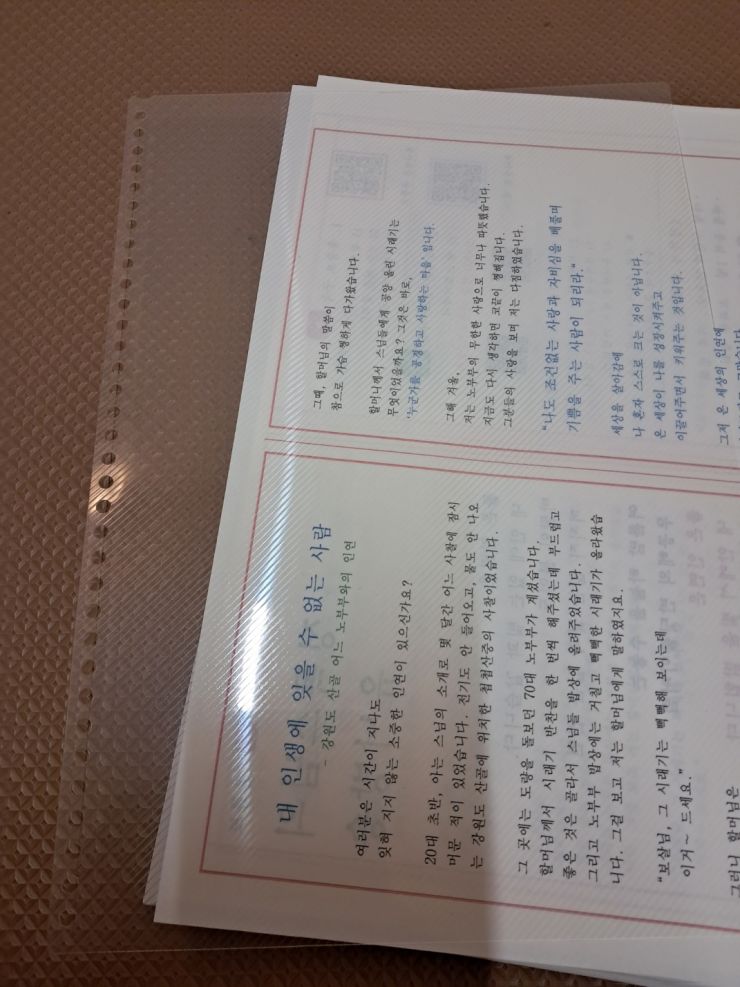 내 인생에 잊을 수 없는 사람
- 강원도 산골 어느 노부부와의 인연
여러분은 시간이 지나도
잊혀 지지 않는 소중한 인연이 있으신가요?
20대 초반, 아는 스님의 소개로 몇 달간 어느 사찰에 잠시
머문 적이 있었습니다. 전기도 안 들어오고, 물도 안 나오
는 강원도 산골에 위치한 첩첩산중의 사찰이었습니다.
그 곳에는 도량을 돌보던 70대 노부부가 계셨습니다.
할머님께서 시래기 반찬을 한 번씩 해주셨는데 부드럽고
좋은 것은 골라서 스님들 밥상에 올려주었습니다.
그리고 노부부 밥상에는 거칠고 뻑뻑한 시래기가 올라왔습
니다. 그걸 보고 저는 할머님에게 말하였지요.
"보살님, 그 시래기는 뻑뻑해 보이는데
이거~ 드세요."
그러니 할머님은
그때, 할머님의 말씀이
참으로 가슴 찡하게 다가왔습니다.
할머니께서 스님들에게 공양 올린 시래기는
무엇이었을까요? 그것은 바로,
'누군가를 공경하고 사랑하는 마음' 입니다.
그해 겨울,
저는 노부부의 무한한 사랑으로 너무나 따뜻했습니다.
지금도 다시 생각하면 코끝이 찡해집니다.
그분들의 사랑을 보며 저는 다짐하였습니다.
"나도 조건없는 사랑과 자비심을 베풀며
기쁨을 주는 사람이 되리라."
세상을 살아감에
나 혼자 스스로 크는 것이 아닙니다.
온 세상이 나를 성장시켜주고
이끌어주면서 키워주는 것입니다.
그저 온 세상의 인연에